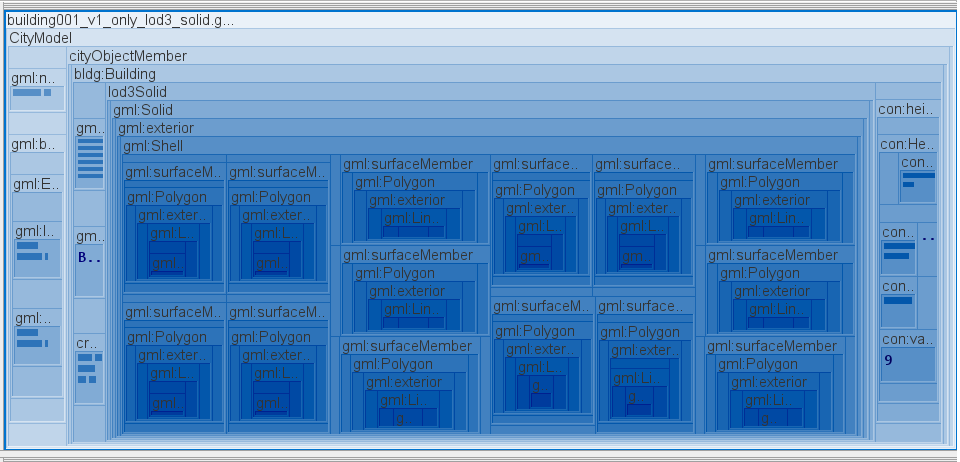 building001_v1_only_lod3_solid.g...
CityModel
cityObjectMember
gml:n..
bldg:Building
lod3Solid
gml:Solid
con:hei..
gm..
gml:exterior
gml:b..
gml:Shell
con:He..
gml:surfaceM..
gml:surfaceM..
gml:surfaceMember
gml:surface..
gml:surface..
gml:surfaceMember
con..
gml:E..
gml:Polygon
gml:Polygon
gml:Polygon
gml:Polygon
gml:Polygon
gml:Polygon
gml:exter..
gml:exter..
gml:exterior
gml:exter..
gml:exter..
gml:exterior
gml:I..
gml:L..
gml:L..
gml:Lin...
gml:L..
gml:L..
gml:Lin...
con..
..
gm..
B..
gml..
gml..
gml:surfaceMember
gm..
gm..
gml:surfaceMember
gml:Polygon
gml:Polygon
con..
gml:exterior
gml:exterior
gml:..
gml:surfaceM..
gml:surfaceM..
gml:Lin...
gml:surfaceM..
gml:surface..
gml:Lin...
cr..
gml:Polygon
gml:Polygon
gml:surfaceMember
gml:Polygon
gml:Polygon
gml:surfaceMember
con:va..
gml:exter..
gml:exter..
gml:Polygon
gml:exter..
gml:Polygon
9
gml:L..
gml:L..
gml:exterior
gml:L..
gml:Li..
gml:exterior
gml..
gml..
gml:Li..
g...
g...
gml:Li..
g...
g...